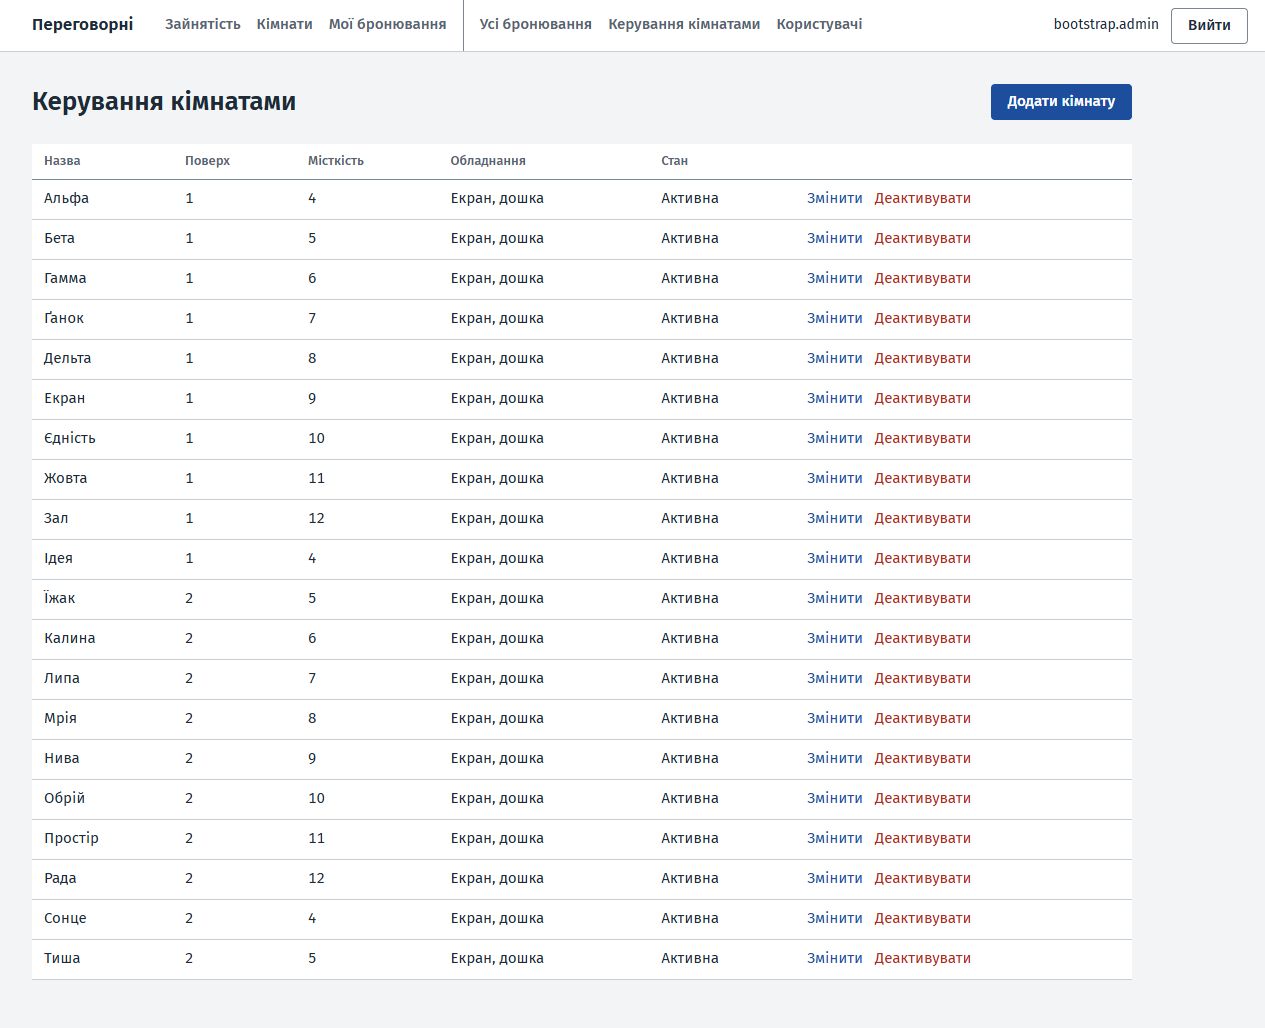 Переговорні Зайнятість Кімнати Мої бронювання Усі бронювання Керування кімнатами Користувачі bootstrap.admin Вийти
Керування кімнатами Додати кімнату
Назва Поверх Місткість Обладнання Стан
Альфа 1 4 Екран, дошка Активна Змінити Деактивувати
Бета 1 5 Екран, дошка Активна Змінити Деактивувати
Гамма 1 6 Екран, дошка Активна Змінити Деактивувати
Ґанок 1 7 Екран, дошка Активна Змінити Деактивувати
Дельта 1 8 Екран, дошка Активна Змінити Деактивувати
Екран 1 9 Екран, дошка Активна Змінити Деактивувати
Єдність 1 10 Екран, дошка Активна Змінити Деактивувати
Жовта 1 11 Екран, дошка Активна Змінити Деактивувати
Зал 1 12 Екран, дошка Активна Змінити Деактивувати
Ідея 1 4 Екран, дошка Активна Змінити Деактивувати
Їжак 2 5 Екран, дошка Активна Змінити Деактивувати
Калина 2 6 Екран, дошка Активна Змінити Деактивувати
Липа 2 7 Екран, дошка Активна Змінити Деактивувати
Мрія 2 8 Екран, дошка Активна Змінити Деактивувати
Нива 2 9 Екран, дошка Активна Змінити Деактивувати
Обрій 2 10 Екран, дошка Активна Змінити Деактивувати
Простір 2 11 Екран, дошка Активна Змінити Деактивувати
Рада 2 12 Екран, дошка Активна Змінити Деактивувати
Сонце 2 4 Екран, дошка Активна Змінити Деактивувати
Тиша 2 5 Екран, дошка Активна Змінити Деактивувати